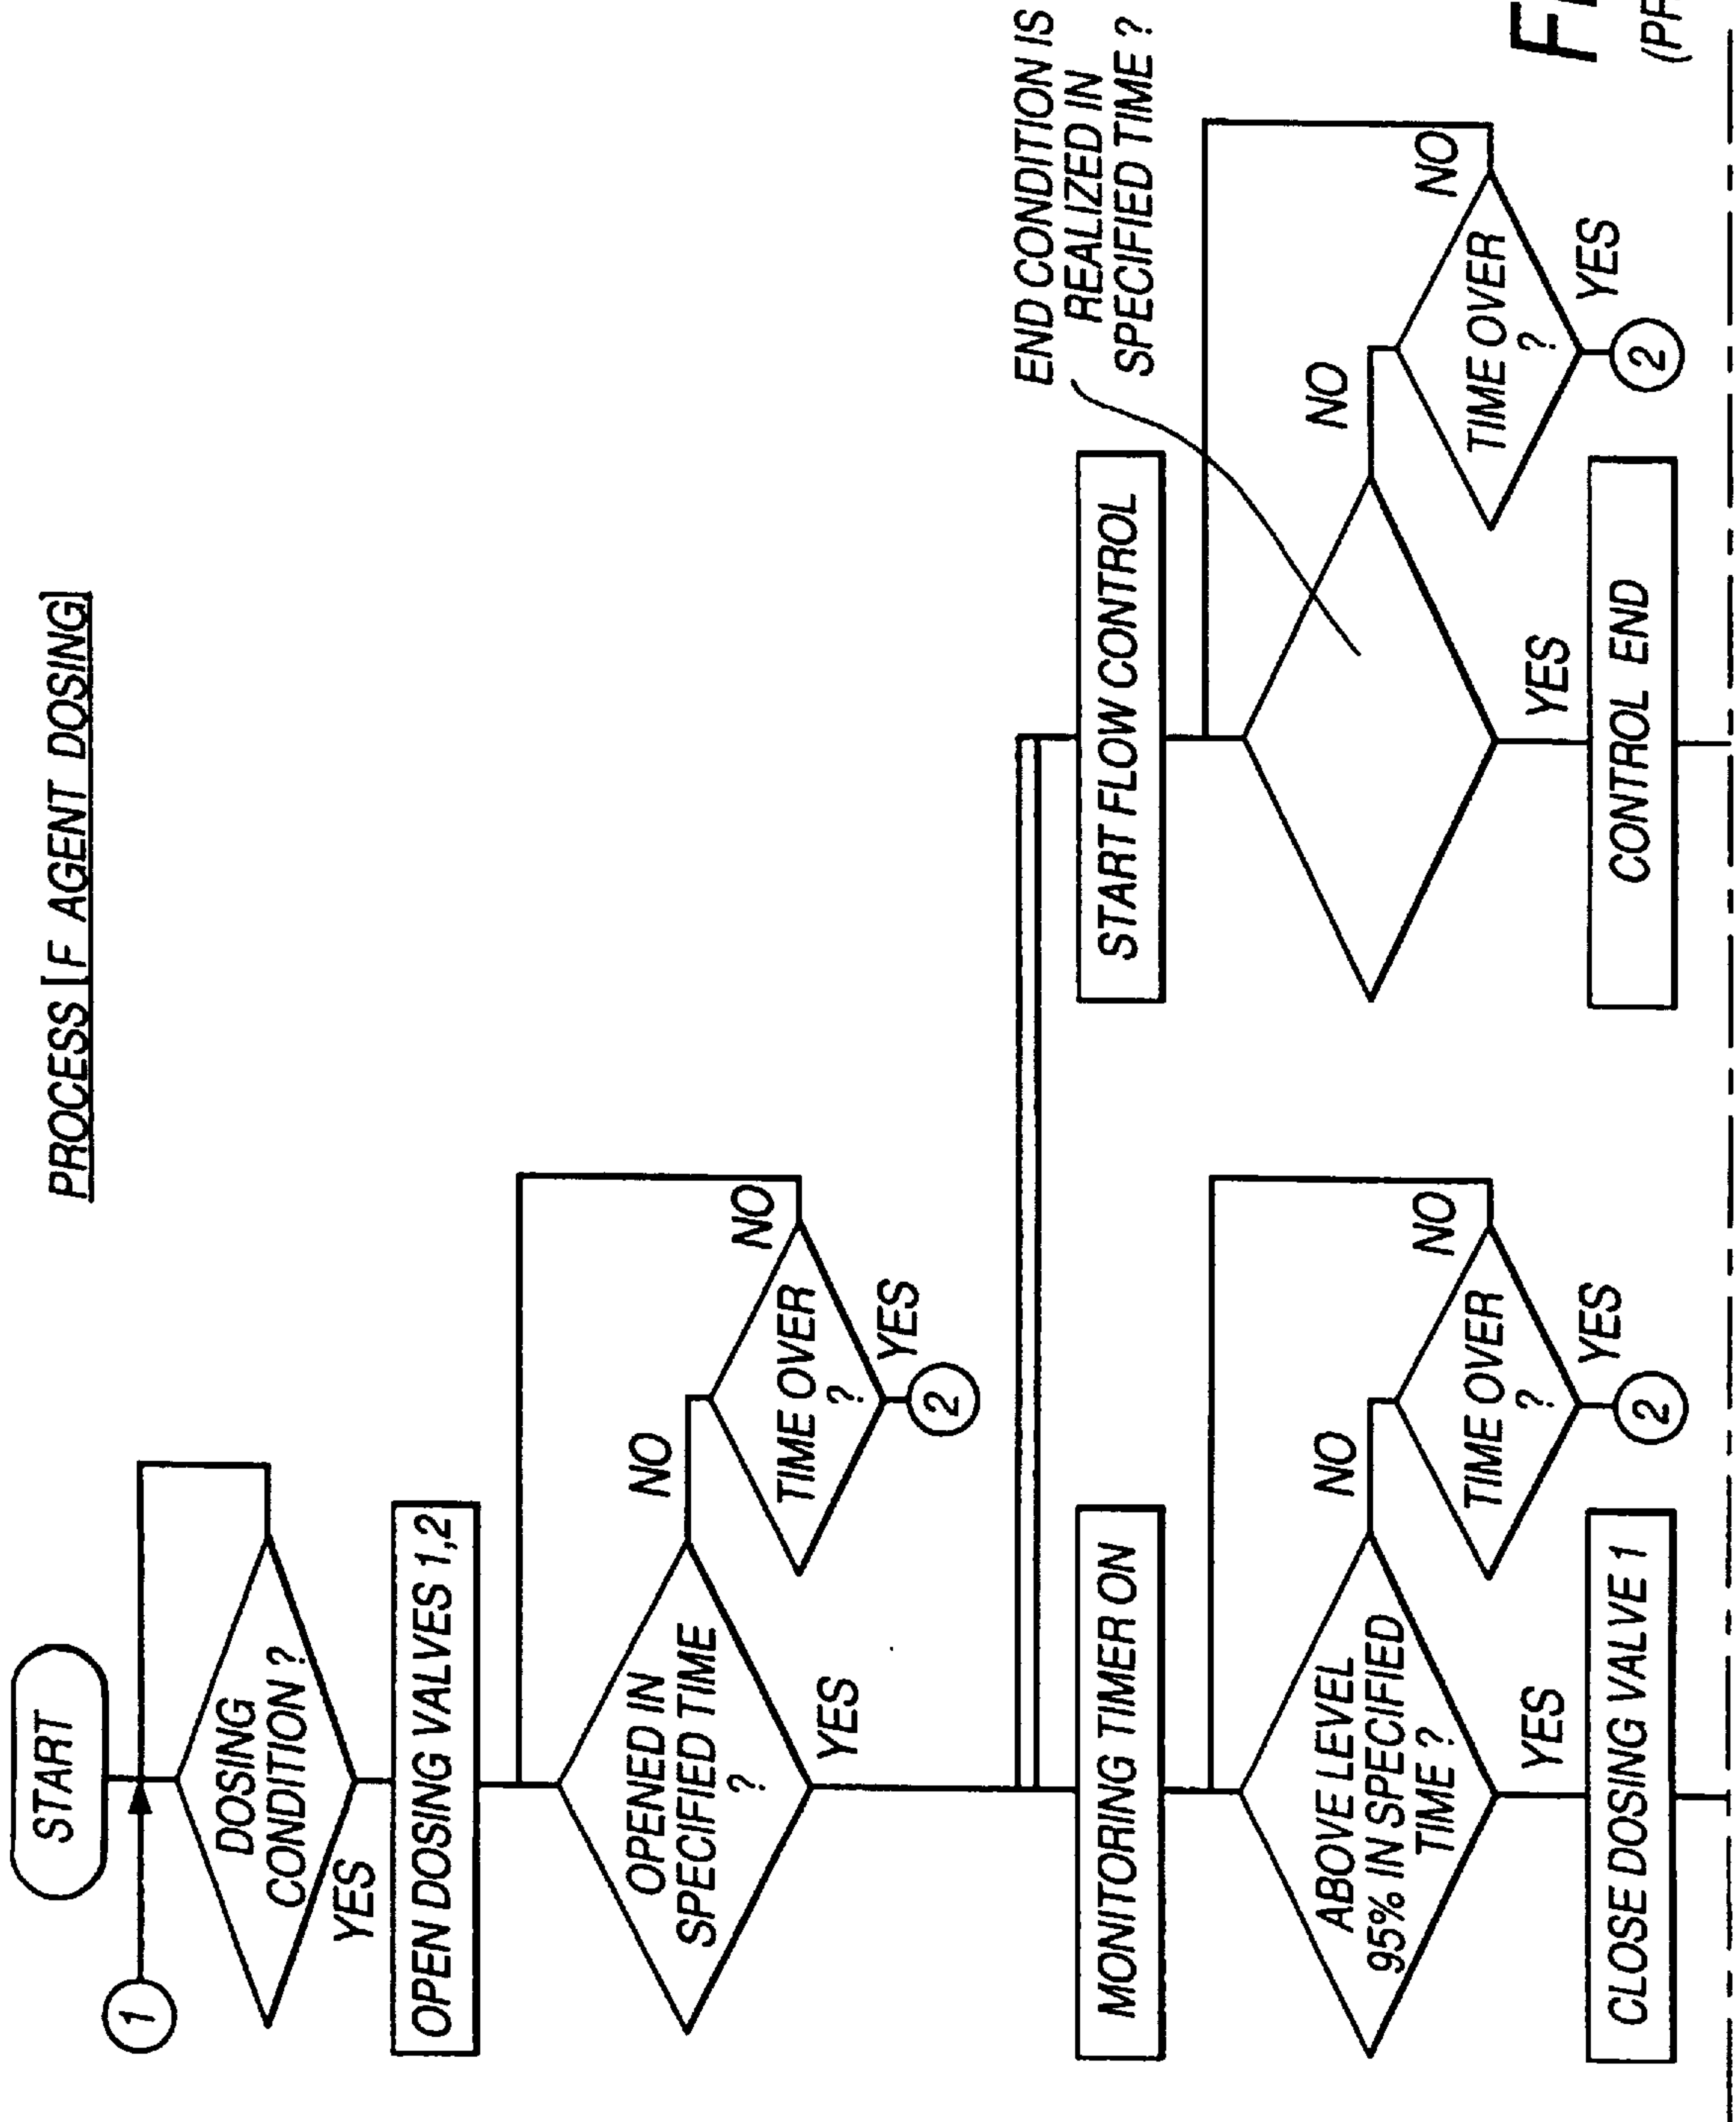 PROCESS [F AGENT DOSING]
START
1
DOSING
CONDITION ?
YES
OPEN DOSING VALVES 1,2
OPENED IN
SPECIFIED TIME
?
NO
YES
TIME OVER
?
NO
YES
2
MONITORING TIMER ON
ABOVE LEVEL
95% IN SPECIFIED
TIME ?
NO
YES
TIME OVER
?
NO
YES
2
CLOSE DOSING VALVE 1
START FLOW CONTROL
END CONDITION IS
REALIZED IN
SPECIFIED TIME ?
NO
YES
TIME OVER
?
NO
YES
2
CONTROL END